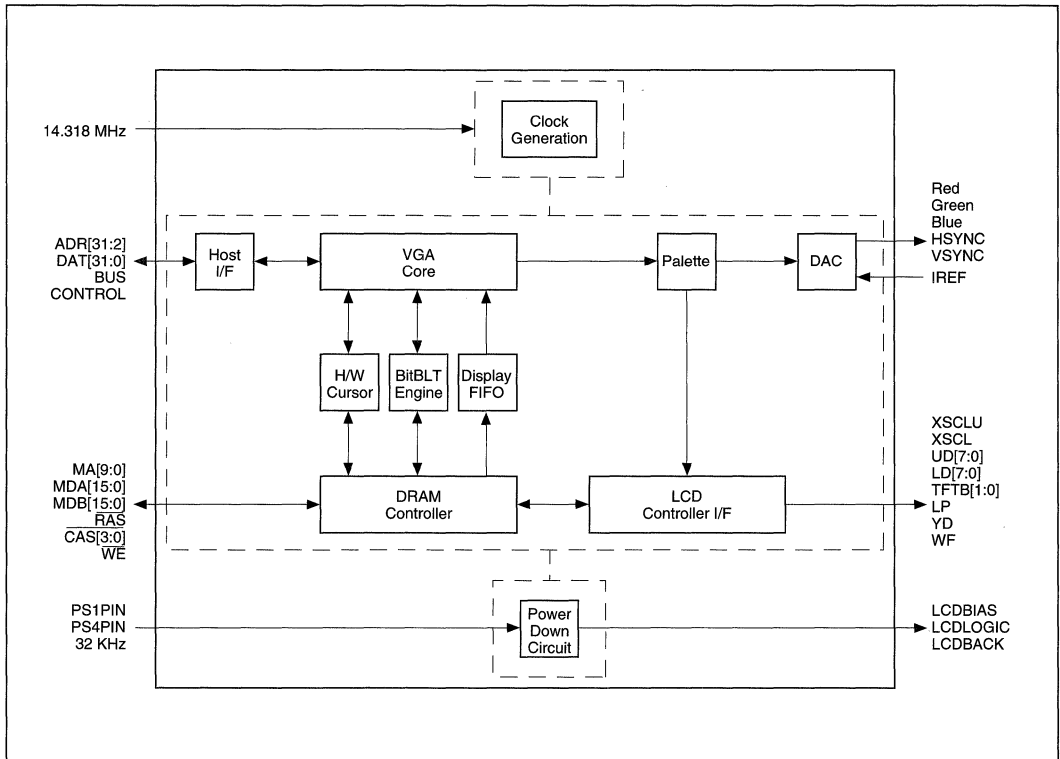 14.318 MHz
Clock
Generation
ADR[31:2]
DAT[31:0]
BUS
CONTROL
Host
I/F
VGA
Core
Palette
DAC
Red
Green
Blue
HSYNC
VSYNC
IREF
H/W
Cursor
BitBLT
Engine
Display
FIFO
MA[9:0]
MDA[15:0]
MDB[15:0]
RAS
CAS[3:0]
WE
DRAM
Controller
LCD
Controller I/F
XSCLU
XSCL
UD[7:0]
LD[7:0]
TFTB[1:0]
LP
YD
WF
PS1PIN
PS4PIN
32 KHz
Power
Down
Circuit
LCDBIAS
LCDLOGIC
LCDBACK